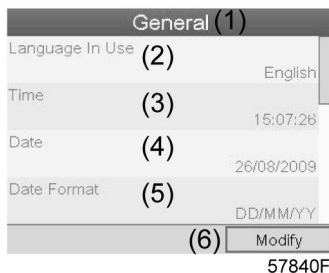 General (1)
Language In Use (2)
English
Time (3)
15:07:26
Date (4)
26/08/2009
Date Format (5)
DD/MM/YY
(6) Modify
57840F